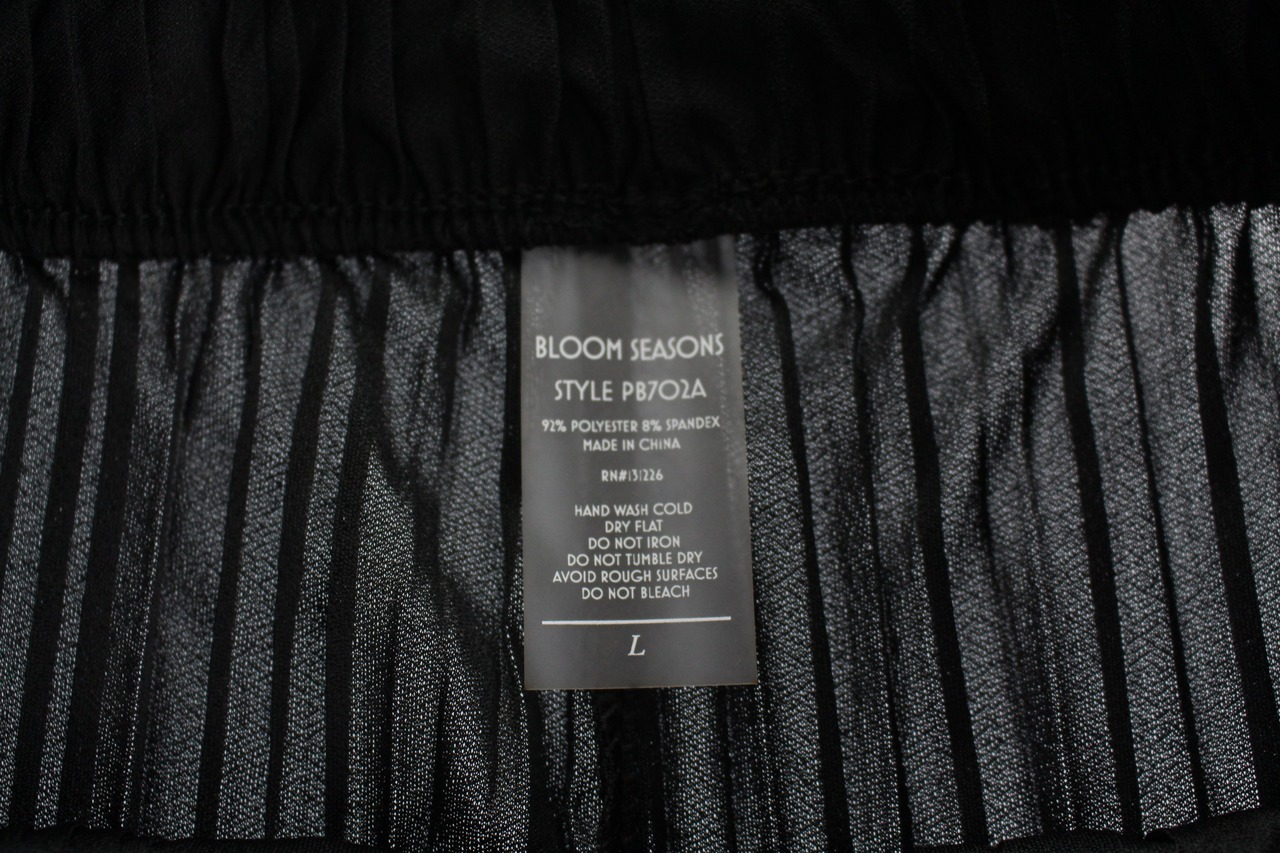 BLOOM SEASONS
STYLE PB702A
92% POLYESTER 8% SPANDEX
MADE IN CHINA
RN#131226
HAND WASH COLD
DRY FLAT
DO NOT IRON
DO NOT TUMBLE DRY
AVOID ROUGH SURFACES
DO NOT BLEACH
L